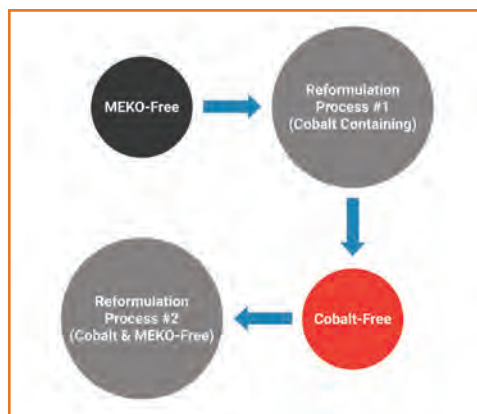 MEKO-Free
Reformulation
Process #1
(Cobalt Containing)
Cobalt-Free
Reformulation
Process #2
(Cobalt & MEKO-Free)